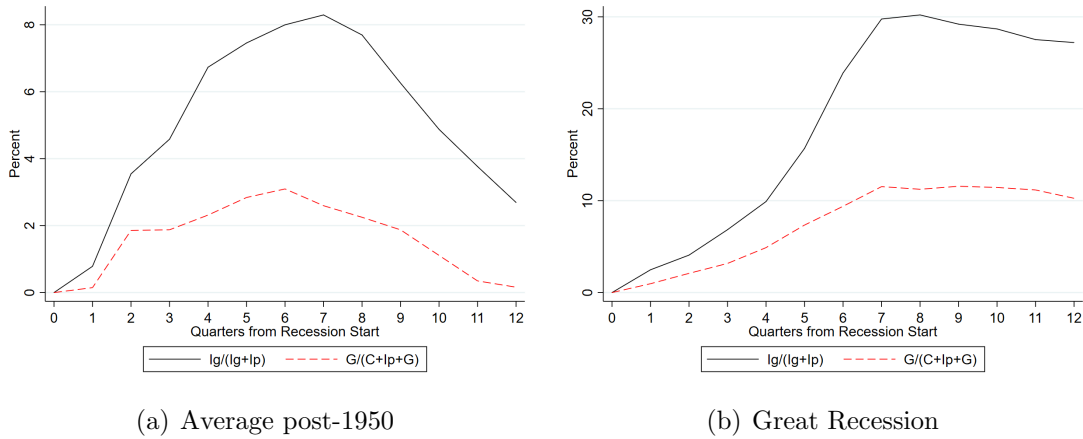 Percent
8
6
4
2
0
0 1 2 3 4 5 6 7 8 9 10 11 12
Quarters from Recession Start
Ig/(Ig+Ip) G/(C+Ip+G)
(a) Average post-1950
Percent
30
20
10
0
0 1 2 3 4 5 6 7 8 9 10 11 12
Quarters from Recession Start
Ig/(Ig+Ip) G/(C+Ip+G)
(b) Great Recession